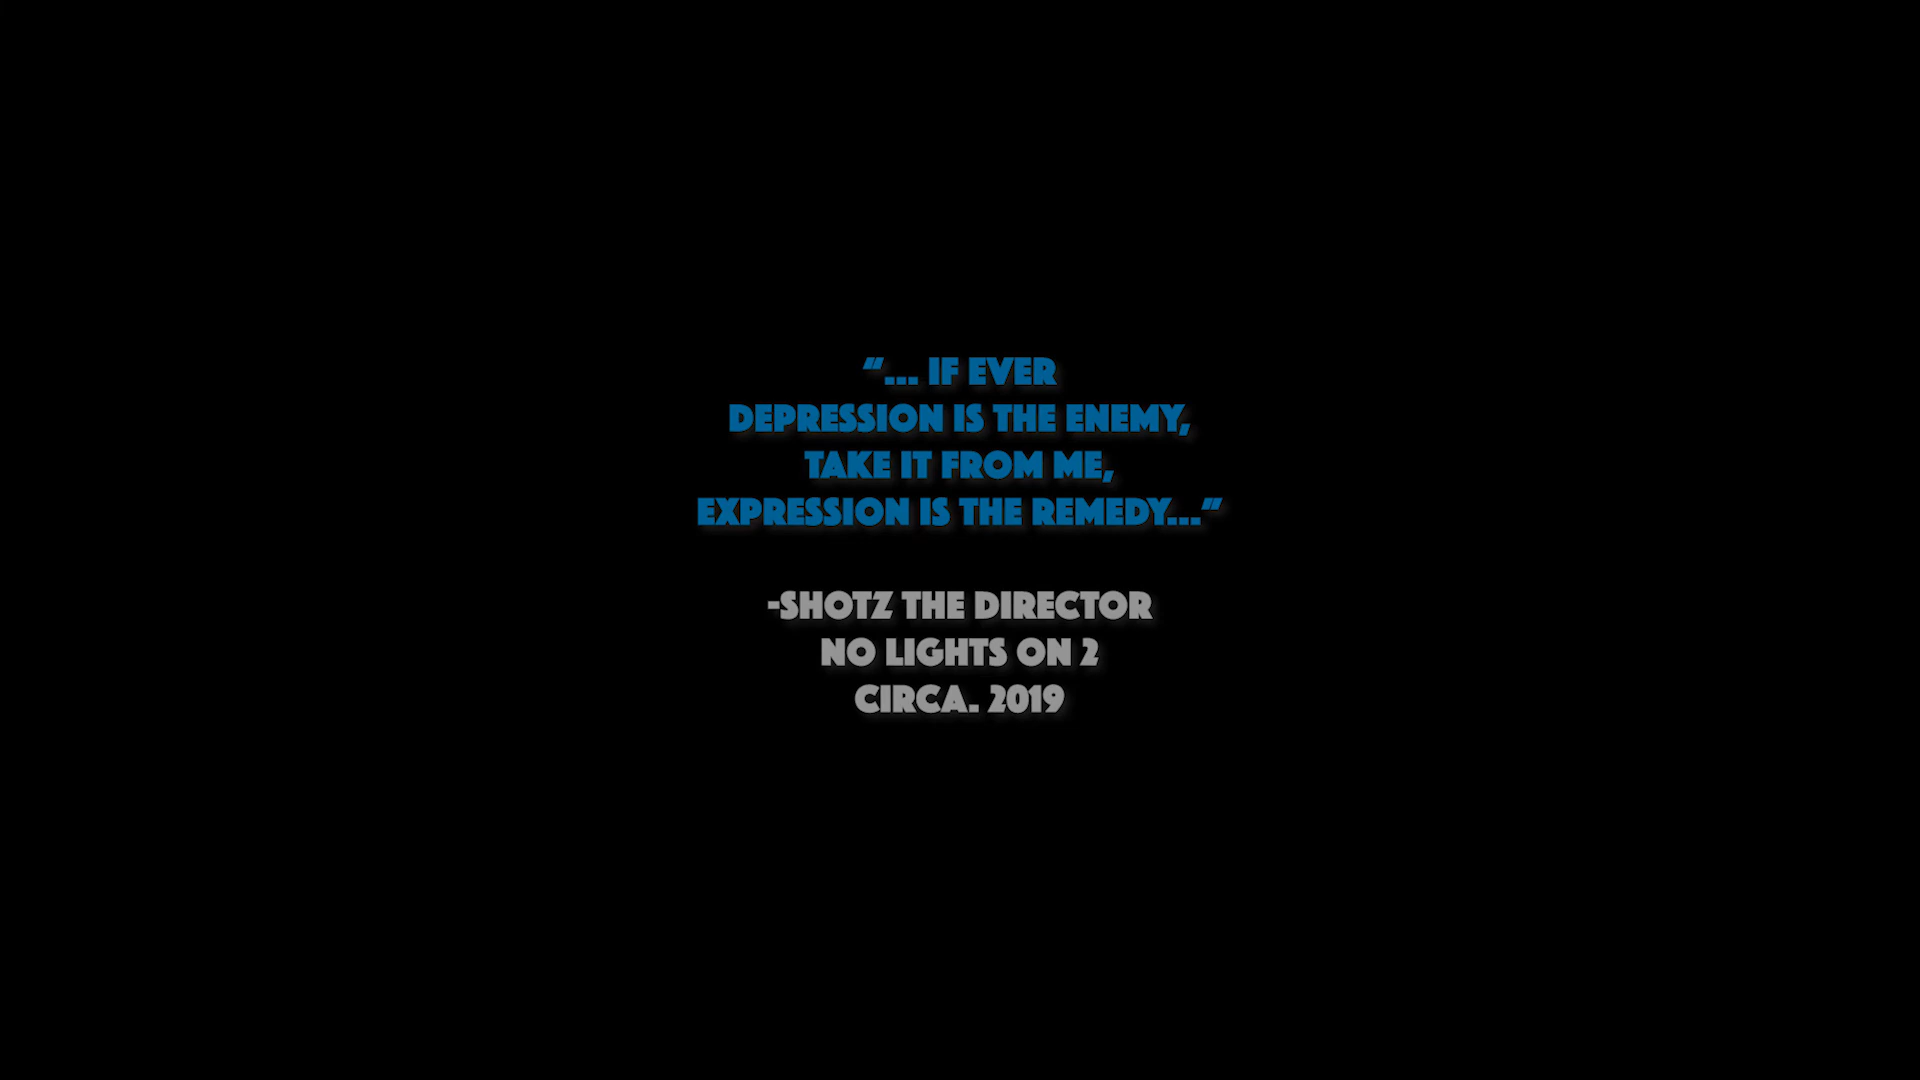 “... IF EVER
DEPRESSION IS THE ENEMY,
TAKE IT FROM ME,
EXPRESSION IS THE REMEDY...”
-SHOTZ THE DIRECTOR
NO LIGHTS ON 2
CIRCA. 2019